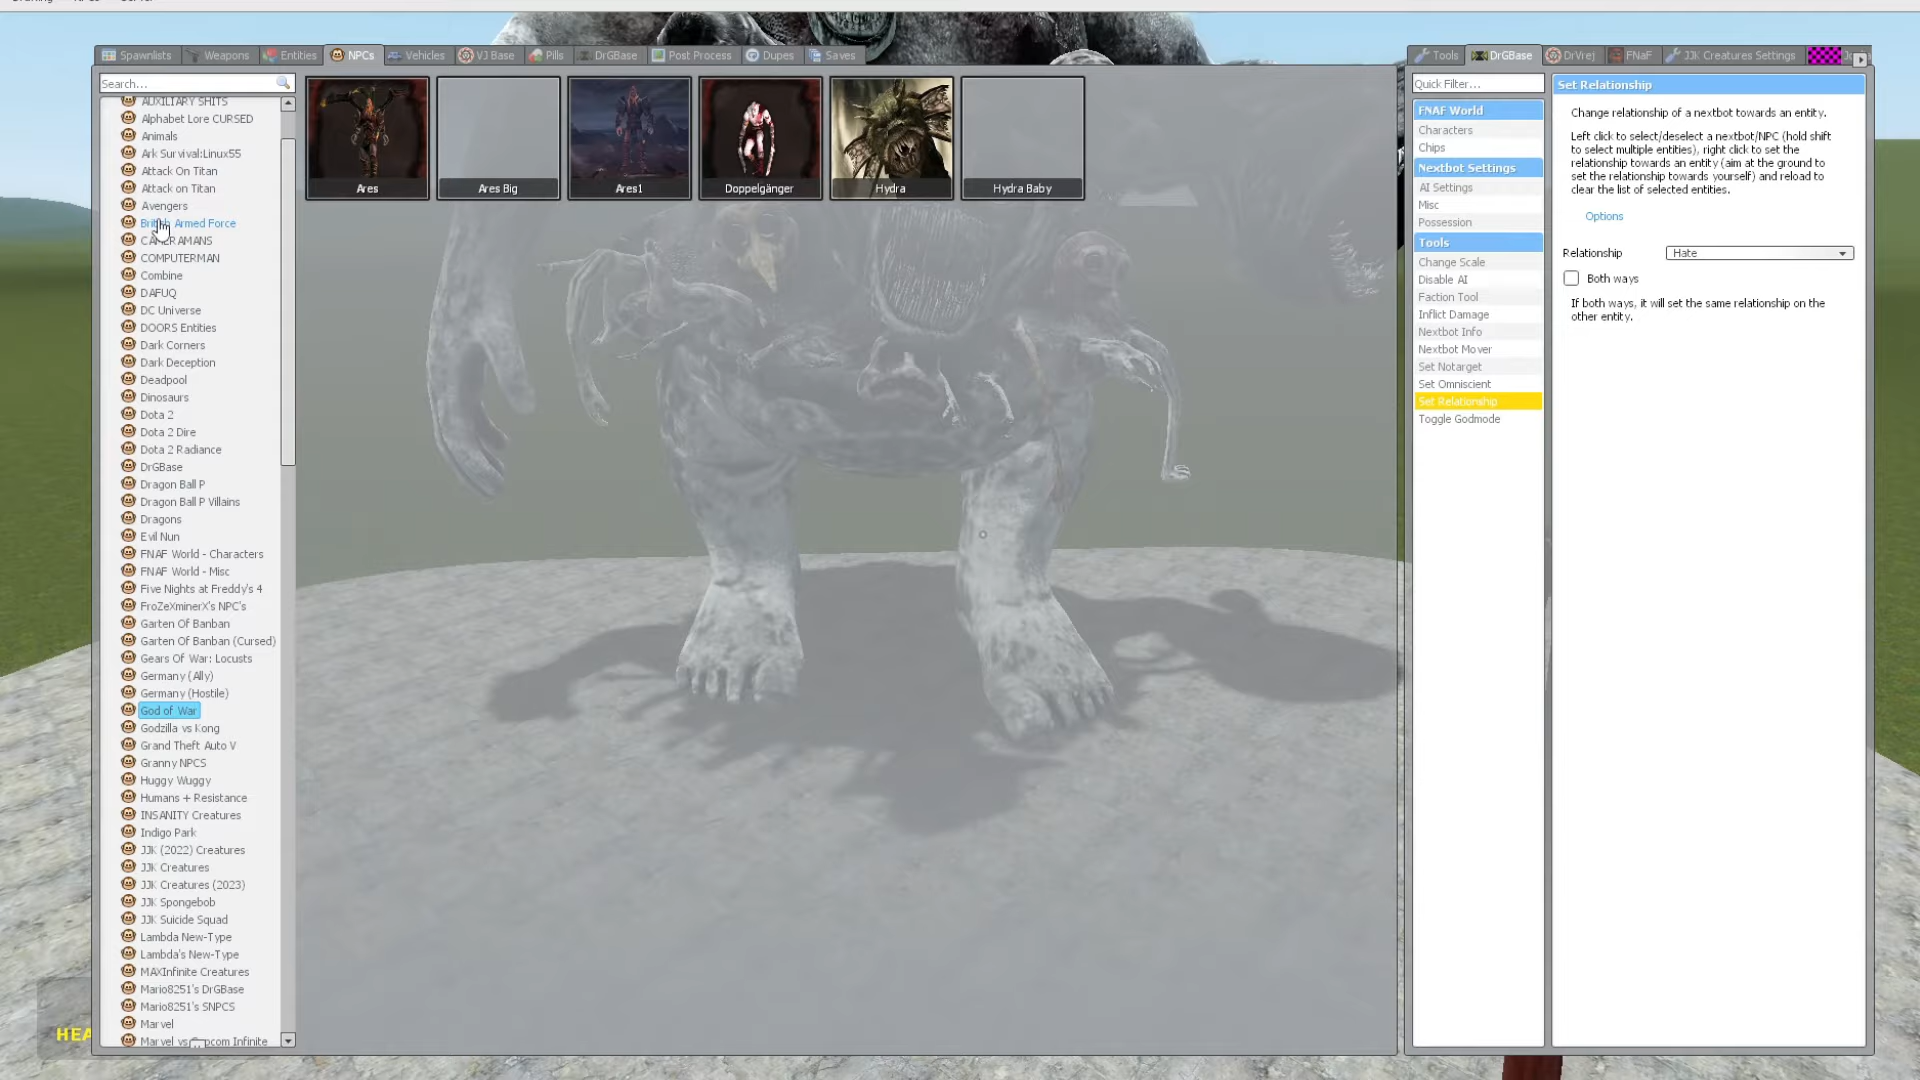 Spawnlists Weapons Entities NPCs Vehicles VJ Base Pills DrGBase Post Process Dupes Saves
Tools DrGBase DrVrej FNaF JJK Creatures Settings
Search...
AUXILIARY SHITS
Alphabet Lore CURSED
Animals
Ark Survival:Linux55
Attack On Titan
Attack on Titan
Avengers
British Armed Force
CAMERAMANS
COMPUTERMAN
Combine
DAFUQ
DC Universe
DOORS Entities
Dark Corners
Dark Deception
Deadpool
Dinosaurs
Dota 2
Dota 2 Dire
Dota 2 Radiance
DrGBase
Dragon Ball P
Dragon Ball P Villains
Dragons
Evil Nun
FNAF World - Characters
FNAF World - Misc
Five Nights at Freddy's 4
FroZeXminerX's NPC's
Garten Of Banban
Garten Of Banban (Cursed)
Gears Of War: Locusts
Germany (Ally)
Germany (Hostile)
God of War
Godzilla vs Kong
Grand Theft Auto V
Granny NPCS
Huggy Wuggy
Humans + Resistance
INSANITY Creatures
Indigo Park
JJK (2022) Creatures
JJK Creatures
JJK Creatures (2023)
JJK Spongebob
JJK Suicide Squad
Lambda New-Type
Lambda's New-Type
MAXInfinite Creatures
Mario8251's DrGBase
Mario8251's SNPCS
Marvel
Marvel vs Capcom Infinite
Ares
Ares Big
Ares1
Doppelgänger
Hydra
Hydra Baby
Quick Filter...
FNAF World
Characters
Chips
Nextbot Settings
AI Settings
Misc
Possession
Tools
Change Scale
Disable AI
Faction Tool
Inflict Damage
Nextbot Info
Nextbot Mover
Set Notarget
Set Omniscient
Set Relationship
Toggle Godmode
Set Relationship
Change relationship of a nextbot towards an entity.
Left click to select/deselect a nextbot/NPC (hold shift
to select multiple entities), right click to set the
relationship towards an entity (aim at the ground to
set the relationship towards yourself) and reload to
clear the list of selected entities.
Options
Relationship Hate
Both ways
If both ways, it will set the same relationship on the
other entity.
HEA